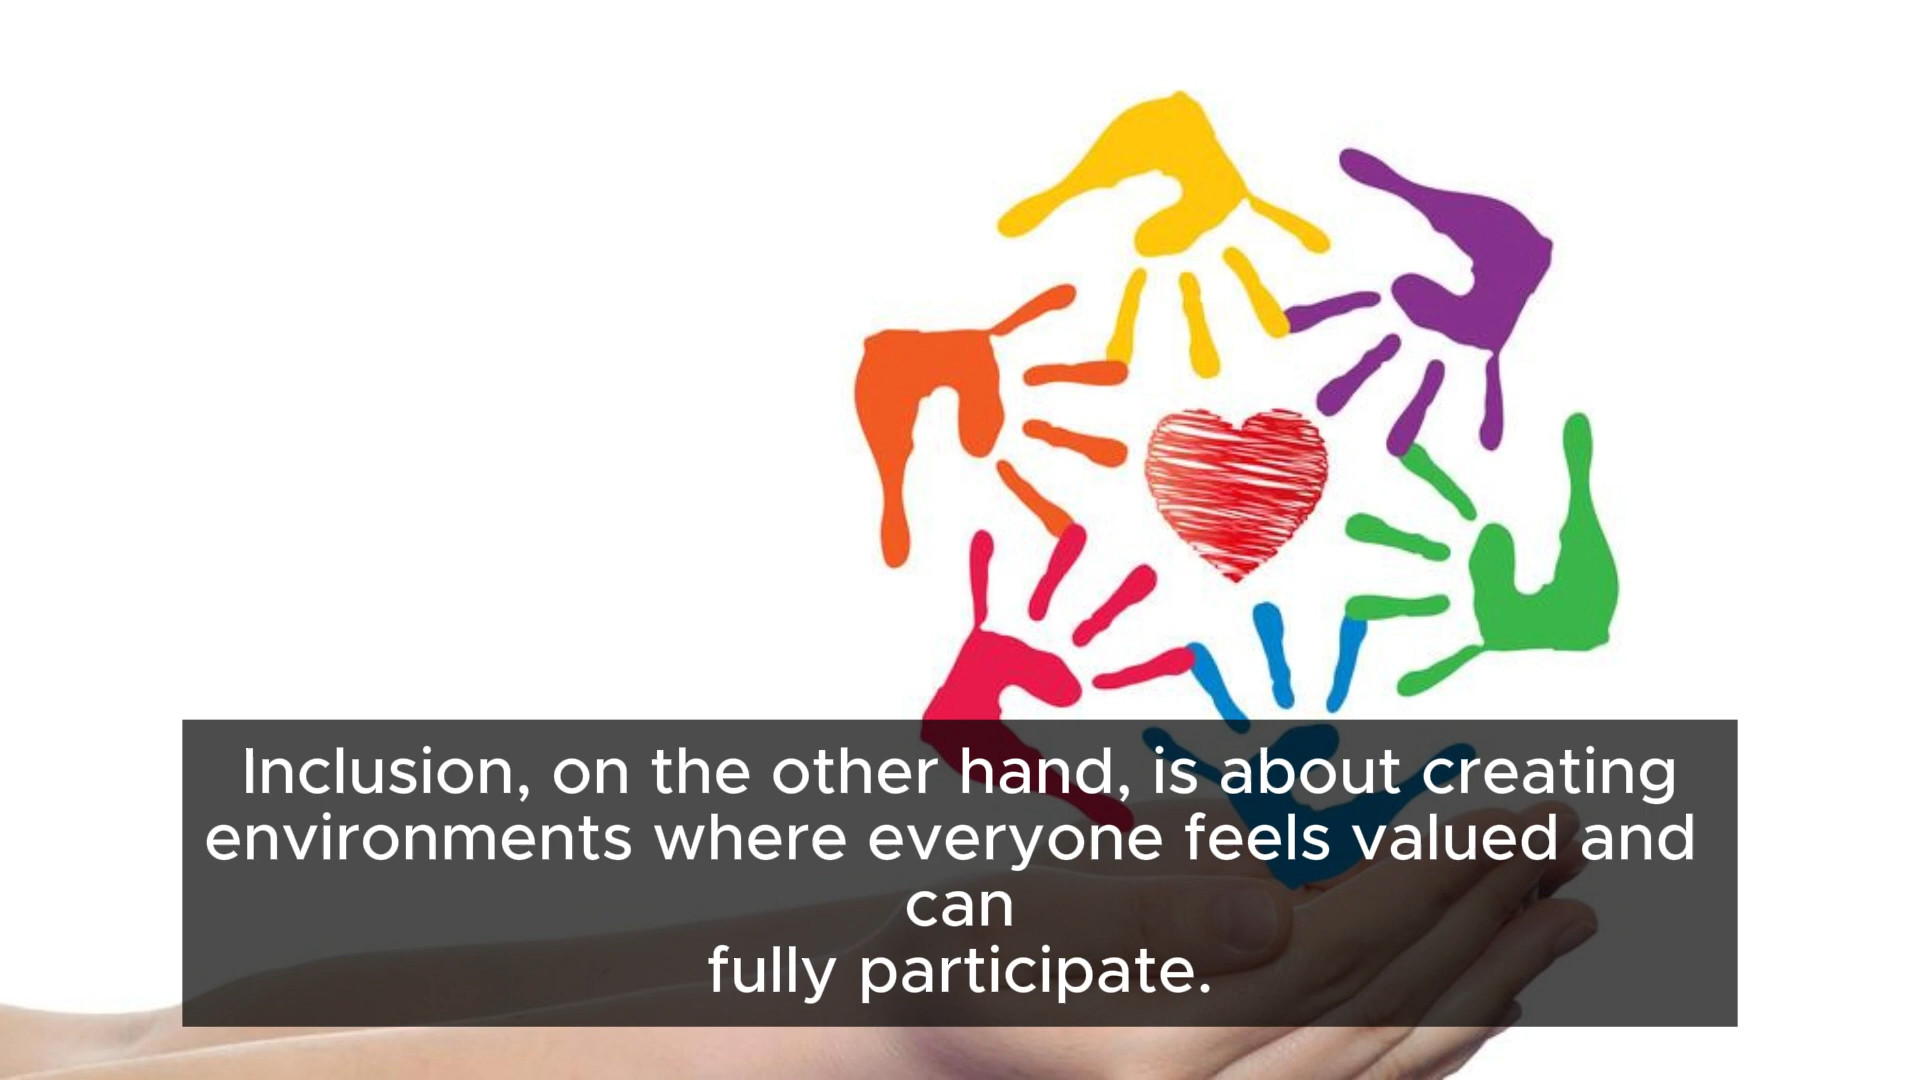 Inclusion, on the other hand, is about creating
environments where everyone feels valued and
can
fully participate.